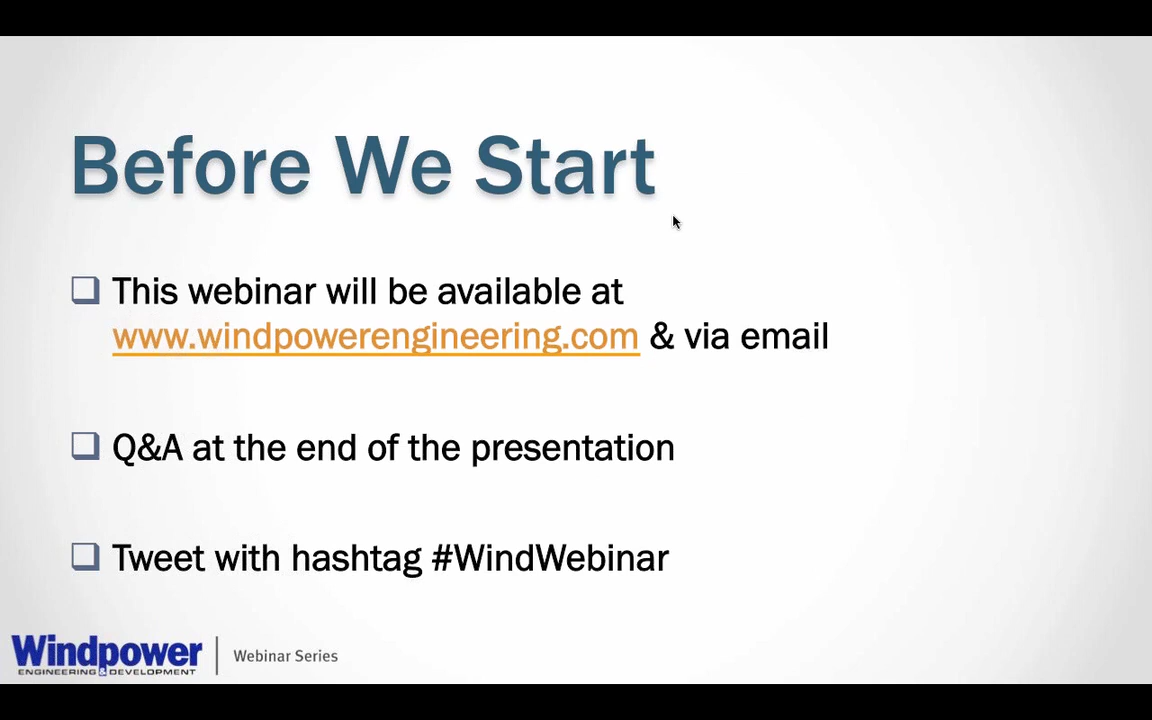 Before We Start
This webinar will be available at
www.windpowerengineering.com & via email
Q&A at the end of the presentation
Tweet with hashtag #WindWebinar
Windpower
ENGINEERING & DEVELOPMENT
Webinar Series